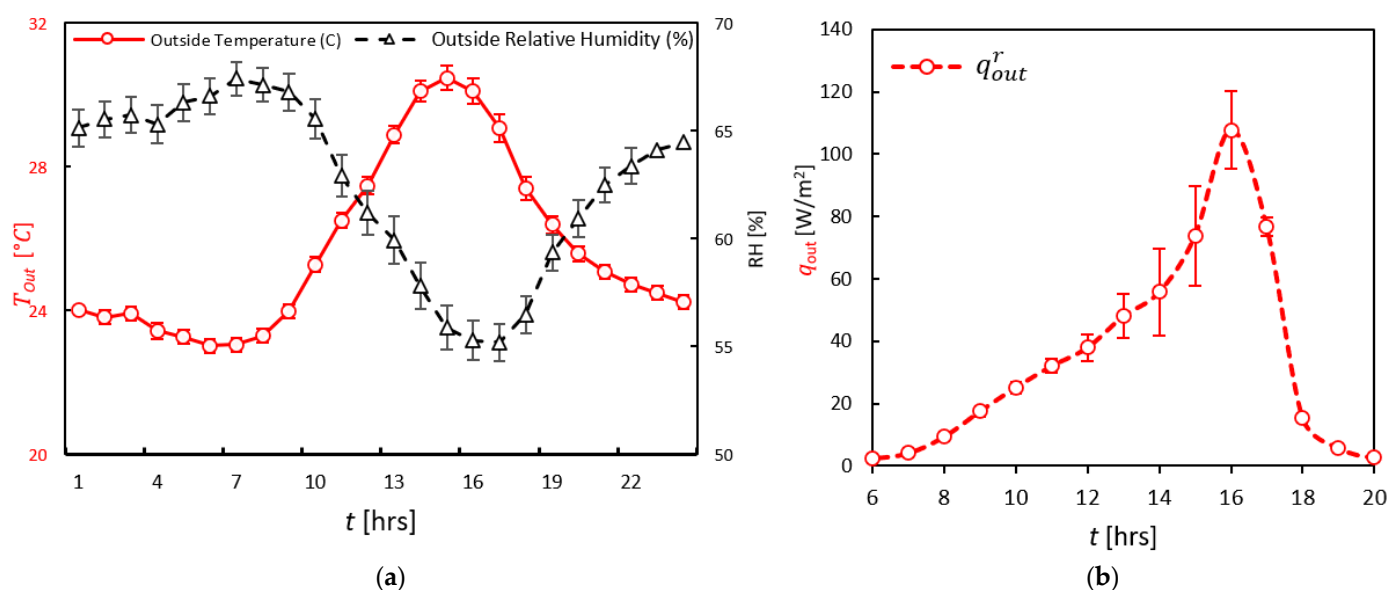 Outside Temperature (C)
Outside Relative Humidity (%)
32
28
24
20
T_Out [°C]
70
65
60
55
50
RH [%]
1 4 7 10 13 16 19 22
t [hrs]
(a)
q^r_out
140
120
100
80
60
40
20
0
q_out [W/m²]
6 8 10 12 14 16 18 20
t [hrs]
(b)